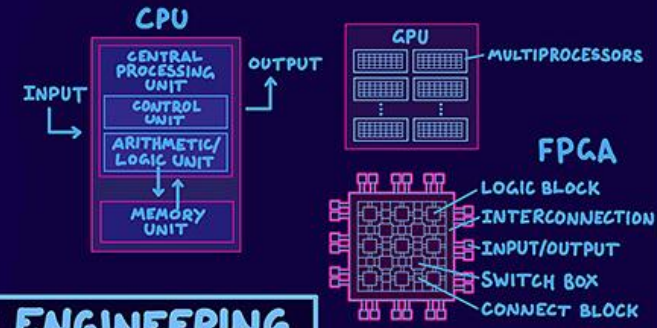 CPU
INPUT
CENTRAL
PROCESSING
UNIT
CONTROL
UNIT
ARITHMETIC/
LOGIC UNIT
MEMORY
UNIT
OUTPUT
GPU
MULTIPROCESSORS
FPGA
LOGIC BLOCK
INTERCONNECTION
INPUT/OUTPUT
SWITCH BOX
CONNECT BLOCK
ENGINEERING